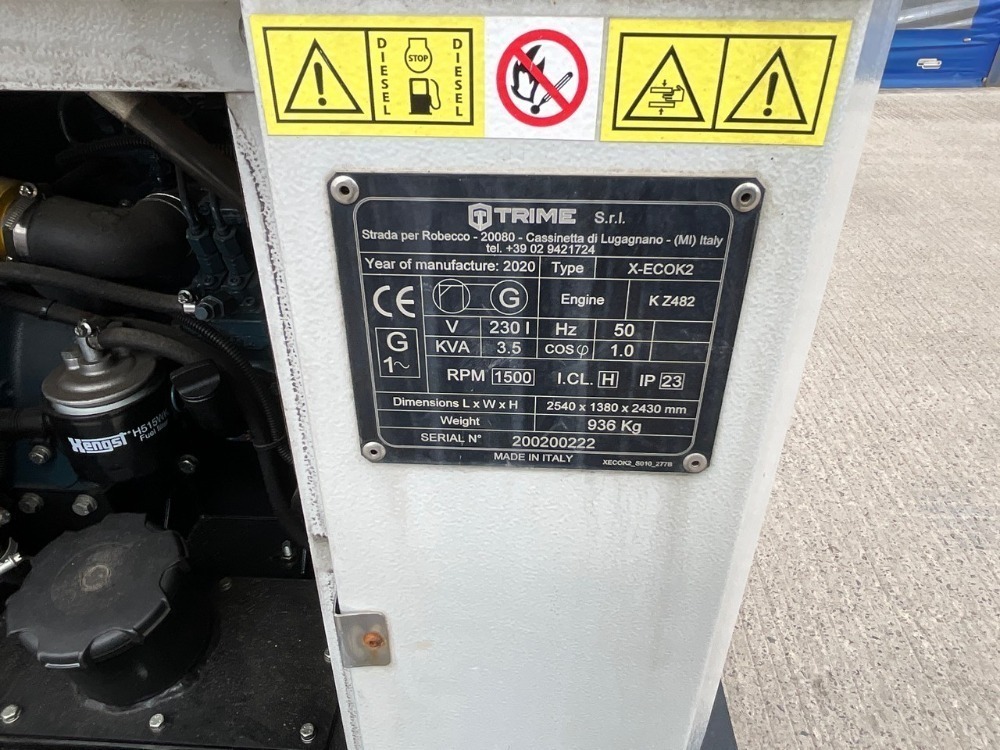 DIESEL
STOP
DIESEL
TRIME S.r.l.
Strada per Robecco - 20080 - Cassinetta di Lugagnano - (MI) Italy
tel. +39 02 9421724
Year of manufacture: 2020 Type X-ECOK2
CE G Engine K Z482
V 230 I Hz 50
G 1~ KVA 3.5 COS φ 1.0
RPM 1500 I.CL. H IP 23
Dimensions L x W x H 2540 x 1380 x 2430 mm
Weight 936 Kg
SERIAL N° 200200222
MADE IN ITALY XECOK2_S010_277B
Hengst
Fuel